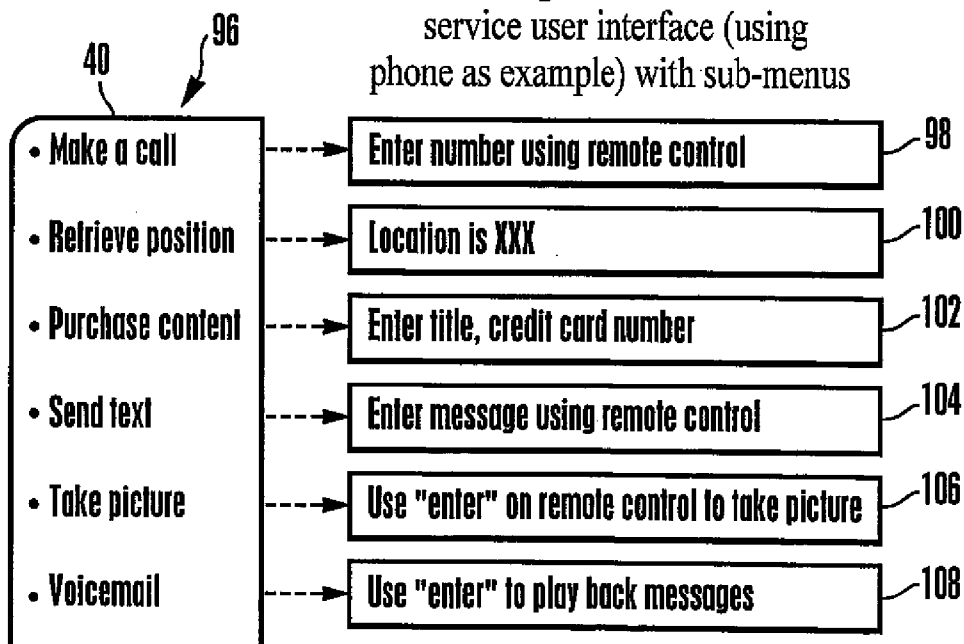 service user interface (using
phone as example) with sub-menus
96
40
• Make a call
Enter number using remote control
98
• Retrieve position
Location is XXX
100
• Purchase content
Enter title, credit card number
102
• Send text
Enter message using remote control
104
• Take picture
Use "enter" on remote control to take picture
106
• Voicemail
Use "enter" to play back messages
108